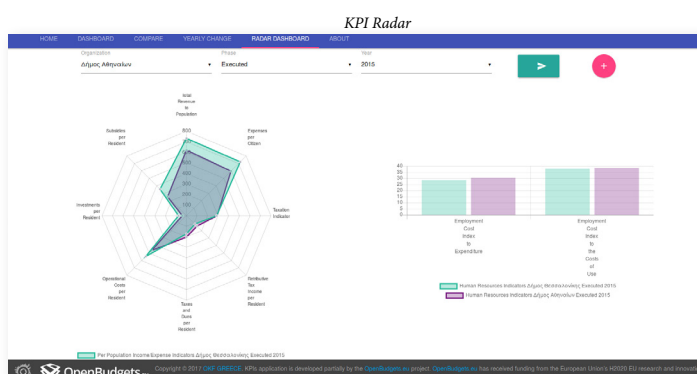 KPI Radar
HOME DASHBOARD COMPARE YEARLY CHANGE RADAR DASHBOARD ABOUT
Organization Phase Year
Δήμος Αθηναίων Executed 2015
Total
Revenue
to
Population
Subsidies
per
Resident
800
Expenses
per
Citizen
400
300
200
100
Investments
per
Resident
Taxation
Indicator
Operational
Costs
per
Resident
Retributive
Tax
Income
per
Resident
Taxes
and
Dues
per
Resident
Per Population Income/Expense Indicators Δήμος Θεσσαλονίκης Executed 2015
40
35
30
25
20
15
10
5
0
Employment
Cost
Index
to
Expenditure
Employment
Cost
Index
to
the
Costs
of
Use
Human Resources Indicators Δήμος Θεσσαλονίκης Executed 2015
Human Resources Indicators Δήμος Αθηναίων Executed 2015
OpenBudgets
Copyright © 2017 OKF GREECE. KPIs application is developed partially by the OpenBudgets.eu project. OpenBudgets.eu has received funding from the European Union's H2020 EU research and innovati